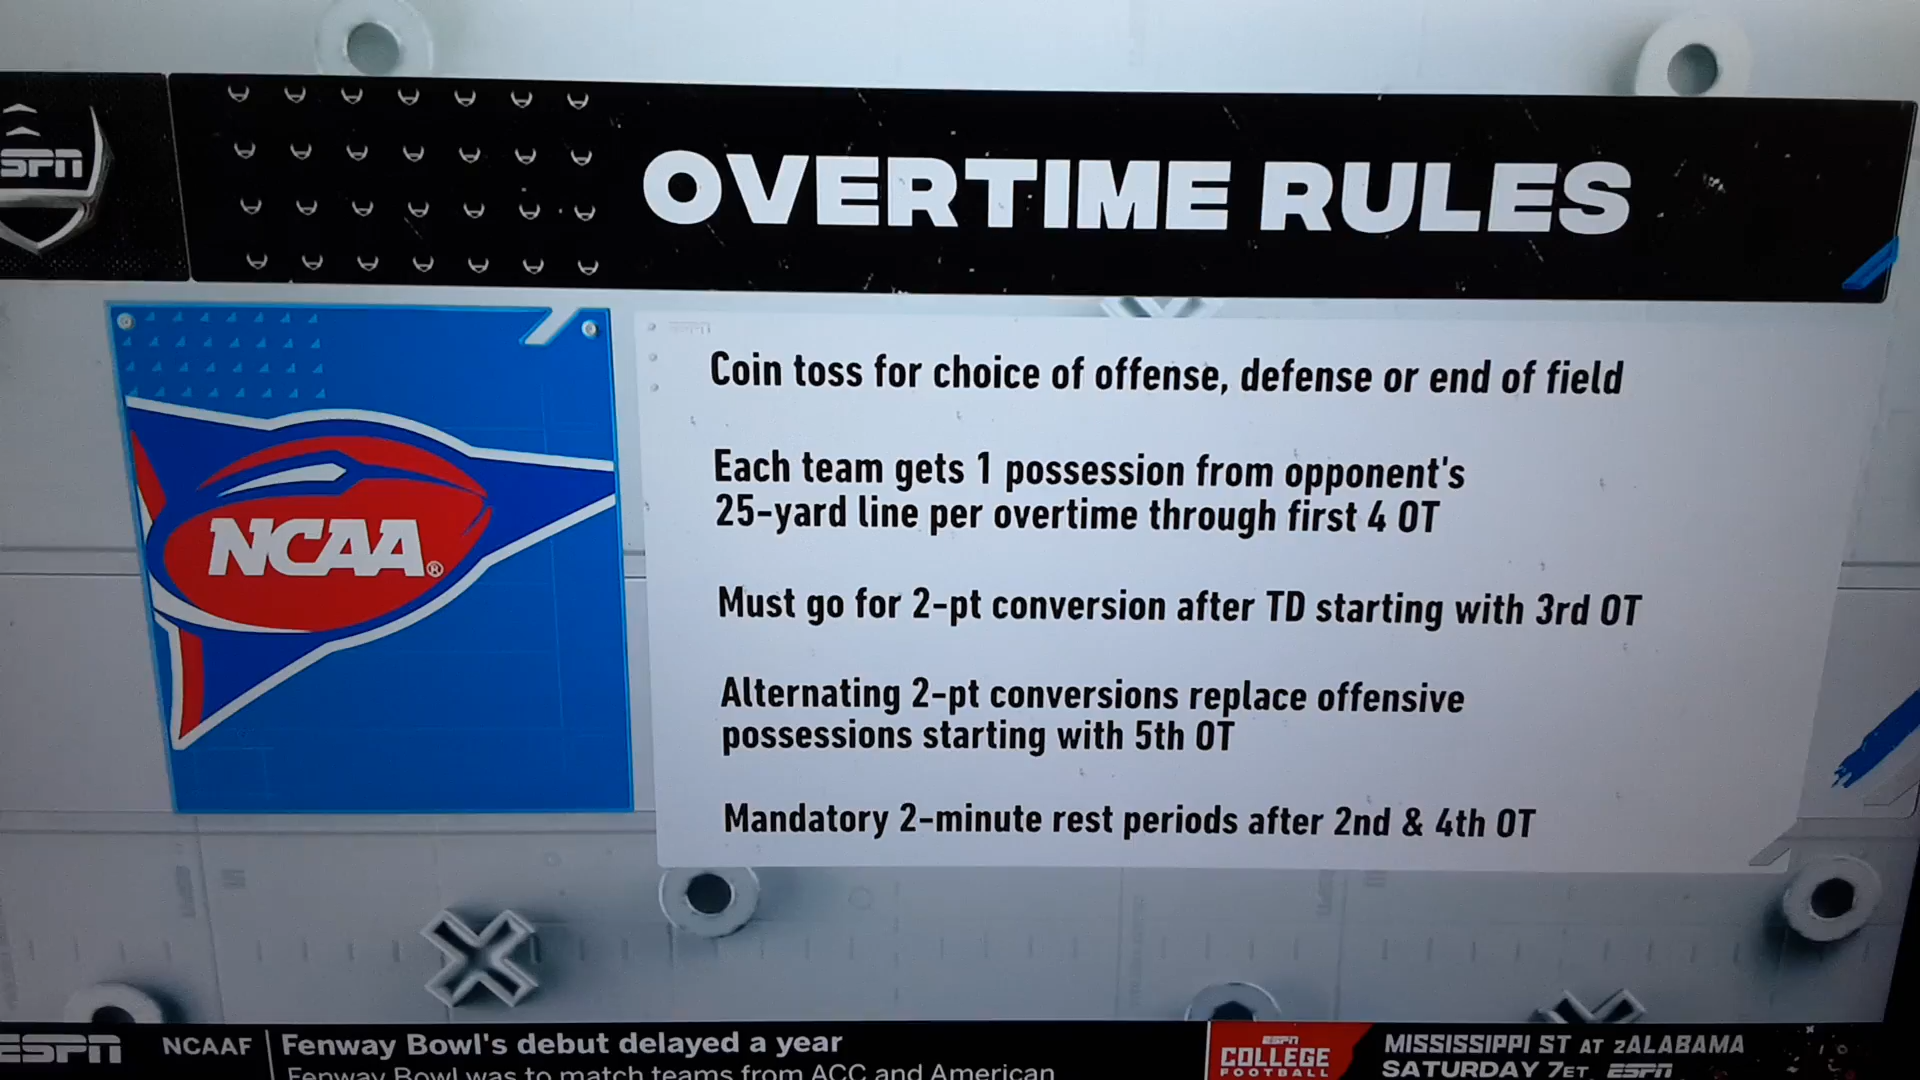 ESPN
OVERTIME RULES
NCAA®
Coin toss for choice of offense, defense or end of field
Each team gets 1 possession from opponent's
25-yard line per overtime through first 4 OT
Must go for 2-pt conversion after TD starting with 3rd OT
Alternating 2-pt conversions replace offensive
possessions starting with 5th OT
Mandatory 2-minute rest periods after 2nd & 4th OT
ESPN
NCAAF
Fenway Bowl's debut delayed a year
Fenway Bowl was to match teams from ACC and American
ESPN
COLLEGE
FOOTBALL
MISSISSIPPI ST AT 2ALABAMA
SATURDAY 7ET ESPN